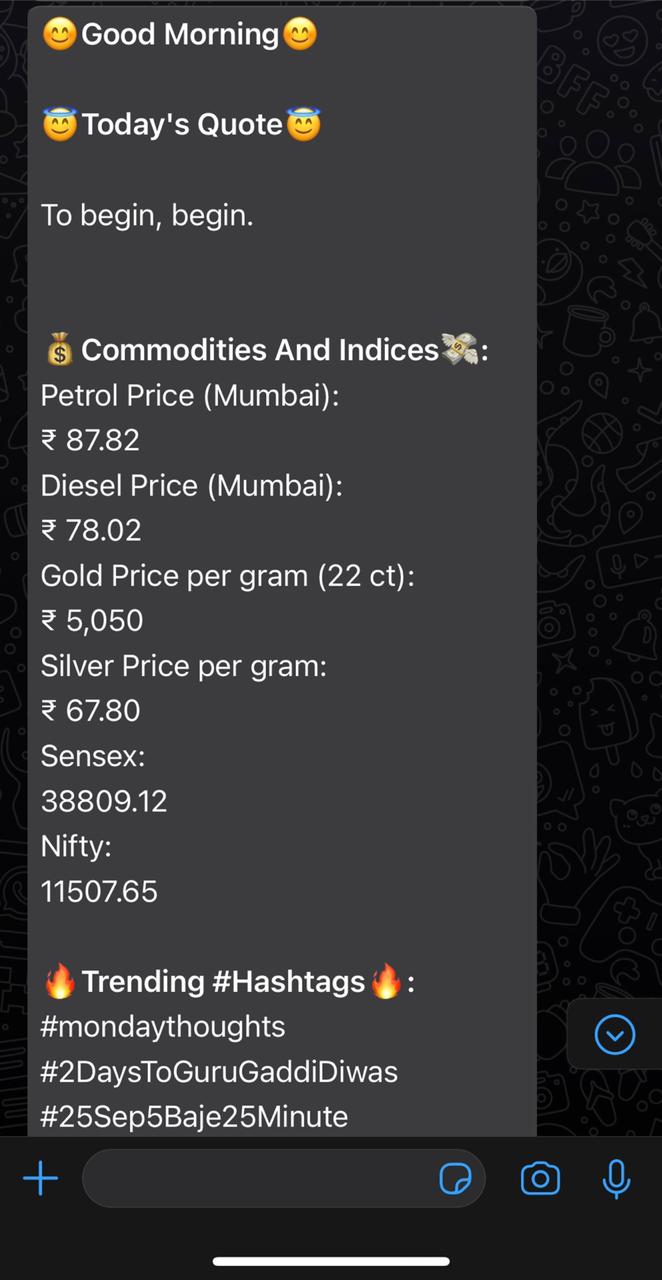 😊Good Morning😊
😇Today's Quote😇
To begin, begin.
💰Commodities And Indices💸:
Petrol Price (Mumbai):
₹ 87.82
Diesel Price (Mumbai):
₹ 78.02
Gold Price per gram (22 ct):
₹ 5,050
Silver Price per gram:
₹ 67.80
Sensex:
38809.12
Nifty:
11507.65
🔥Trending #Hashtags🔥:
#mondaythoughts
#2DaysToGuruGaddiDiwas
#25Sep5Baje25Minute